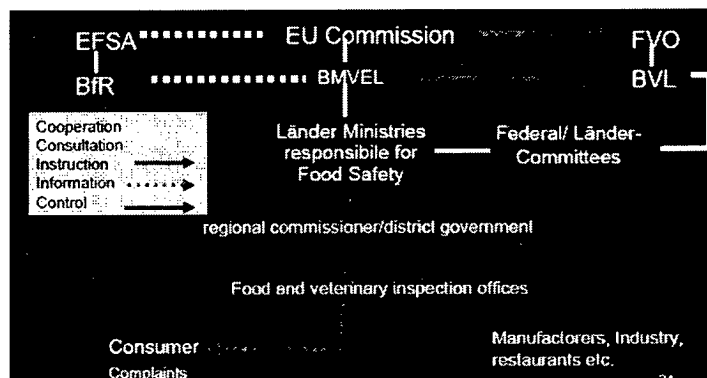 EFSA
EU Commission
FVO
BfR
BMVEL
BVL
Cooperation
Consultation
Instruction
Information
Control
Länder Ministries
responsibile for
Food Safety
Federal/ Länder-
Committees
regional commissioner/district government
Food and veterinary inspection offices
Consumer
Complaints
Manufactorers, Industry,
restaurants etc.